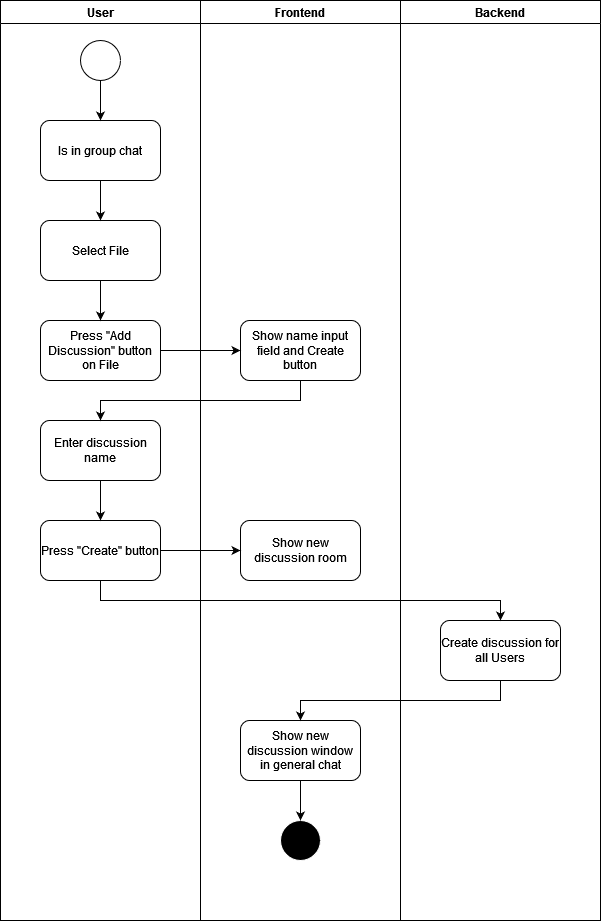 User
Frontend
Backend
Is in group chat
Select File
Press "Add
Discussion" button
on File
Show name input
field and Create
button
Enter discussion
name
Press "Create" button
Show new
discussion room
Create discussion for
all Users
Show new
discussion window
in general chat